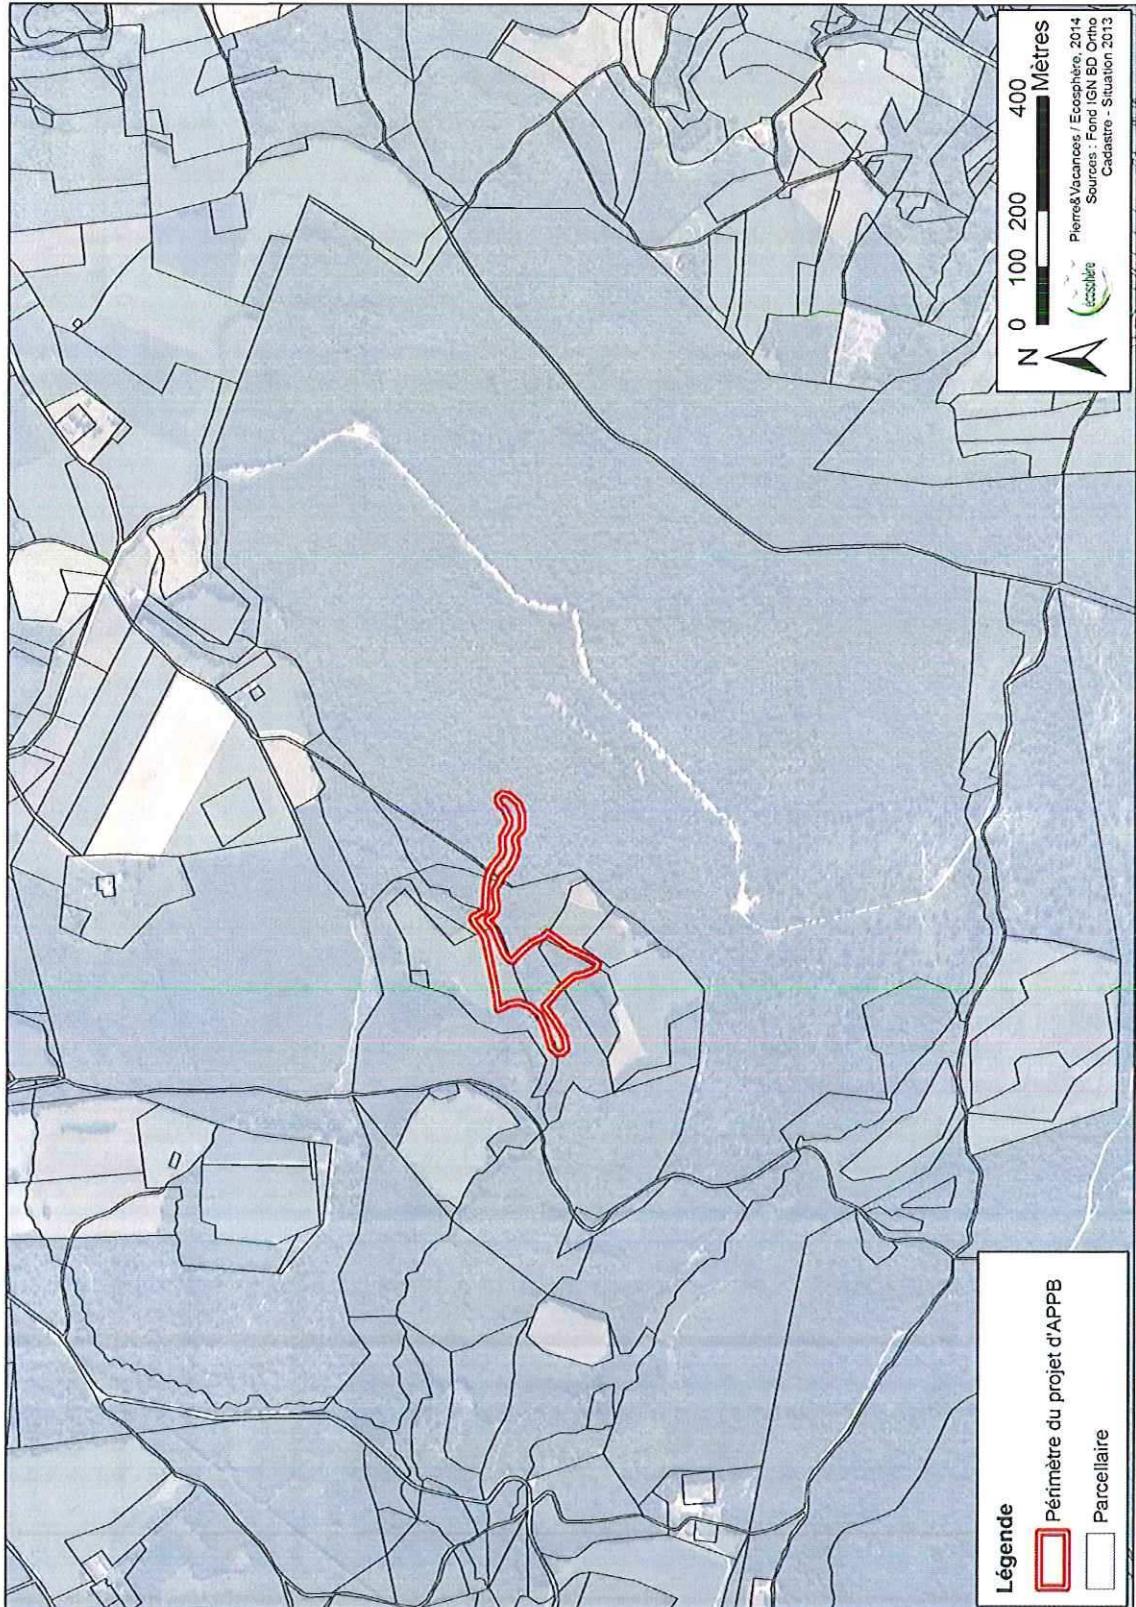 Légende
Périmètre du projet d'APPB
Parcellaire
N
0 100 200 400
Mètres
écosphère
Pierre&Vacances / Ecosphère, 2014
Sources : Fond IGN BD Ortho
Cadastre - Situation 2013